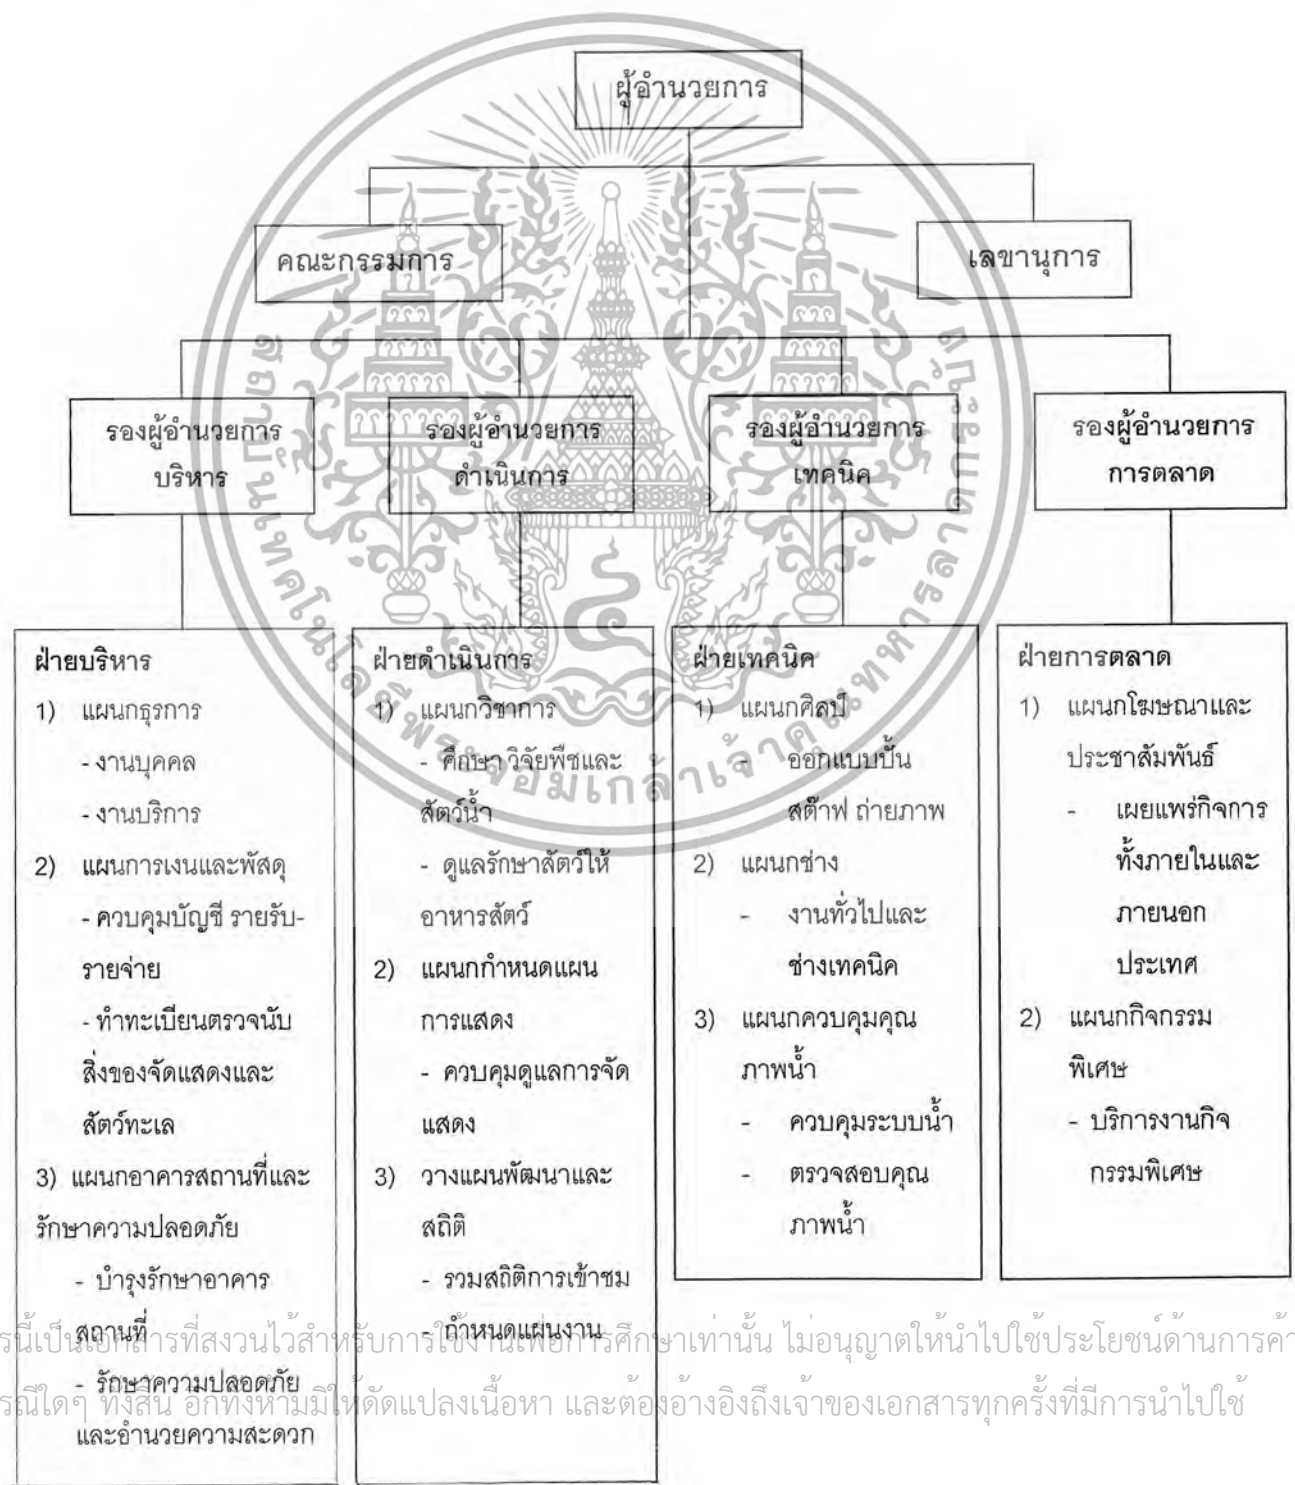 ผู้อำนวยการ
คณะกรรมการ
เลขานุการ
รองผู้อำนวยการ
บริหาร
รองผู้อำนวยการ
ดำเนินการ
รองผู้อำนวยการ
เทคนิค
รองผู้อำนวยการ
การตลาด
ฝ่ายบริหาร
1) แผนกธุรการ
- งานบุคคล
- งานบริการ
2) แผนการเงินและพัสดุ
- ควบคุมบัญชี รายรับ-
รายจ่าย
- ทำทะเบียนตรวจนับ
สิ่งของจัดแสดงและ
สัตว์ทะเล
3) แผนกอาคารสถานที่และ
รักษาความปลอดภัย
- บำรุงรักษาอาคาร
สถานที่
- รักษาความปลอดภัย
และอำนวยความสะดวก
ฝ่ายดำเนินการ
1) แผนกวิชาการ
- ศึกษา วิจัยพืชและ
สัตว์น้ำ
- ดูแลรักษาสัตว์ให้
อาหารสัตว์
2) แผนกกำหนดแผน
การแสดง
- ควบคุมดูแลการจัด
แสดง
3) วางแผนพัฒนาและ
สถิติ
- รวมสถิติการเข้าชม
- กำหนดแผนงาน
ฝ่ายเทคนิค
1) แผนกศิลป์
- ออกแบบปั้น
สต๊าฟ ถ่ายภาพ
2) แผนกช่าง
- งานทั่วไปและ
ช่างเทคนิค
3) แผนกควบคุมคุณ
ภาพน้ำ
- ควบคุมระบบน้ำ
- ตรวจสอบคุณ
ภาพน้ำ
ฝ่ายการตลาด
1) แผนกโฆษณาและ
ประชาสัมพันธ์
- เผยแพร่กิจการ
ทั้งภายในและ
ภายนอก
ประเทศ
2) แผนกกิจกรรม
พิเศษ
- บริการงานกิจ
กรรมพิเศษ
สถาบันเทคโนโลยีพระจอมเกล้าเจ้าคุณทหารลาดกระบัง
รนี้เป็นเอกสารที่สงวนไว้สำหรับการใช้งานเพื่อการศึกษาเท่านั้น ไม่อนุญาตให้นำไปใช้ประโยชน์ด้านการค้า
รณีใดๆ ทั้งสิ้น อีกทั้งห้ามมิให้ดัดแปลงเนื้อหา และต้องอ้างอิงถึงเจ้าของเอกสารทุกครั้งที่มีการนำไปใช้